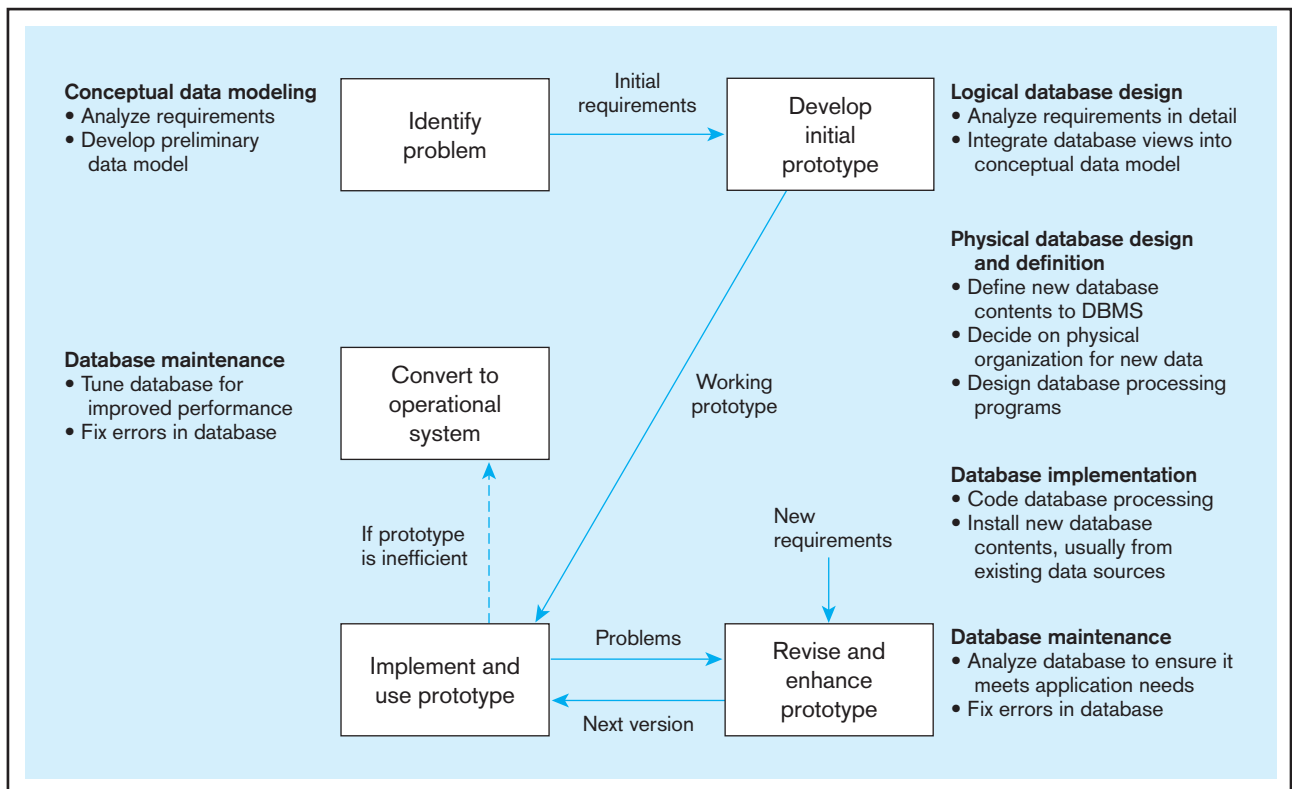 Conceptual data modeling
• Analyze requirements
• Develop preliminary
data model
Identify
problem
Initial
requirements
Develop
initial
prototype
Logical database design
• Analyze requirements in detail
• Integrate database views into
conceptual data model
Physical database design
and definition
• Define new database
contents to DBMS
• Decide on physical
organization for new data
• Design database processing
programs
Database maintenance
• Tune database for
improved performance
• Fix errors in database
Convert to
operational
system
Working
prototype
Database implementation
• Code database processing
• Install new database
contents, usually from
existing data sources
If prototype
is inefficient
New
requirements
Implement and
use prototype
Problems
Next version
Revise and
enhance
prototype
Database maintenance
• Analyze database to ensure it
meets application needs
• Fix errors in database